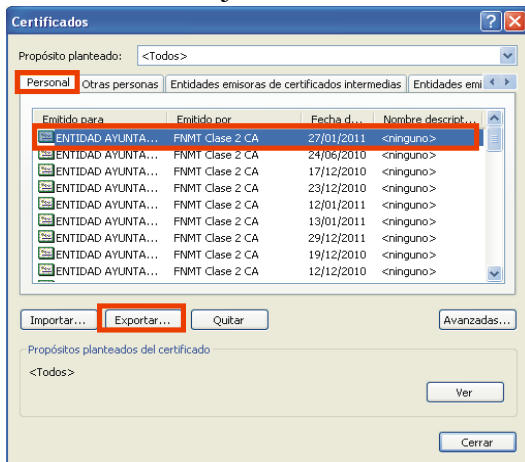 Certificados
Propósito planteado: <Todos>
Personal Otras personas Entidades emisoras de certificados intermedias Entidades emi
Emitido para Emitido por Fecha d... Nombre descript...
ENTIDAD AYUNTA... FNMT Clase 2 CA 27/01/2011 <ninguno>
ENTIDAD AYUNTA... FNMT Clase 2 CA 24/06/2010 <ninguno>
ENTIDAD AYUNTA... FNMT Clase 2 CA 17/12/2010 <ninguno>
ENTIDAD AYUNTA... FNMT Clase 2 CA 23/12/2010 <ninguno>
ENTIDAD AYUNTA... FNMT Clase 2 CA 12/01/2011 <ninguno>
ENTIDAD AYUNTA... FNMT Clase 2 CA 13/01/2011 <ninguno>
ENTIDAD AYUNTA... FNMT Clase 2 CA 29/12/2011 <ninguno>
ENTIDAD AYUNTA... FNMT Clase 2 CA 19/12/2010 <ninguno>
ENTIDAD AYUNTA... FNMT Clase 2 CA 12/12/2010 <ninguno>
Importar... Exportar... Quitar Avanzadas...
Propósitos planteados del certificado
<Todos>
Ver
Cerrar